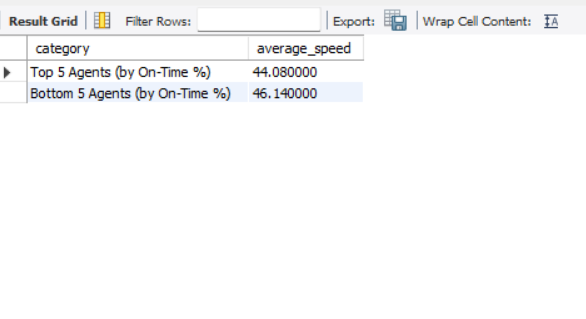 Result Grid Filter Rows: Export: Wrap Cell Content:
category average_speed
Top 5 Agents (by On-Time %) 44.080000
Bottom 5 Agents (by On-Time %) 46.140000